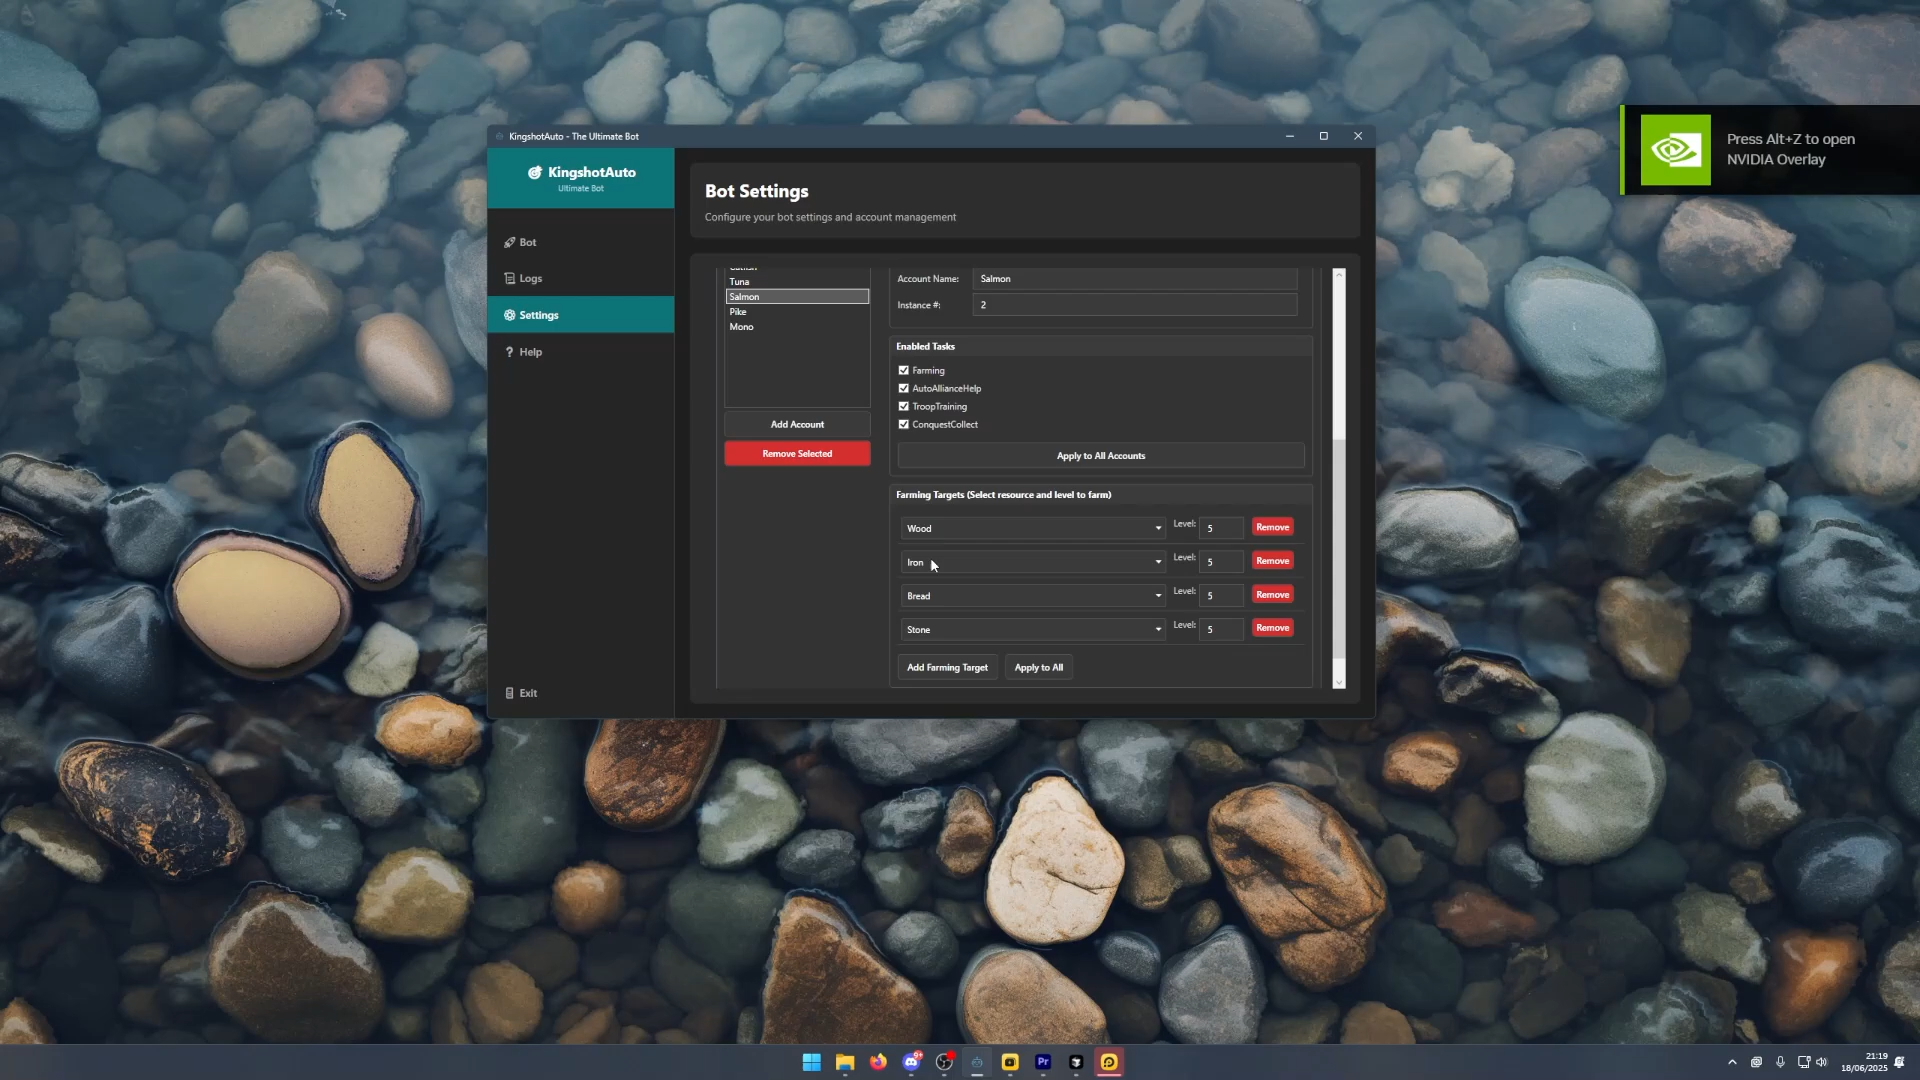 KingshotAuto - The Ultimate Bot
KingshotAuto
Ultimate Bot
Bot
Logs
Settings
Help
Exit
Bot Settings
Configure your bot settings and account management
Tuna
Salmon
Pike
Mono
Add Account
Remove Selected
Account Name: Salmon
Instance #: 2
Enabled Tasks
Farming
AutoAllianceHelp
TroopTraining
ConquestCollect
Apply to All Accounts
Farming Targets (Select resource and level to farm)
Wood Level: 5 Remove
Iron Level: 5 Remove
Bread Level: 5 Remove
Stone Level: 5 Remove
Add Farming Target Apply to All
Press Alt+Z to open
NVIDIA Overlay
Pr
21:19
18/06/2025